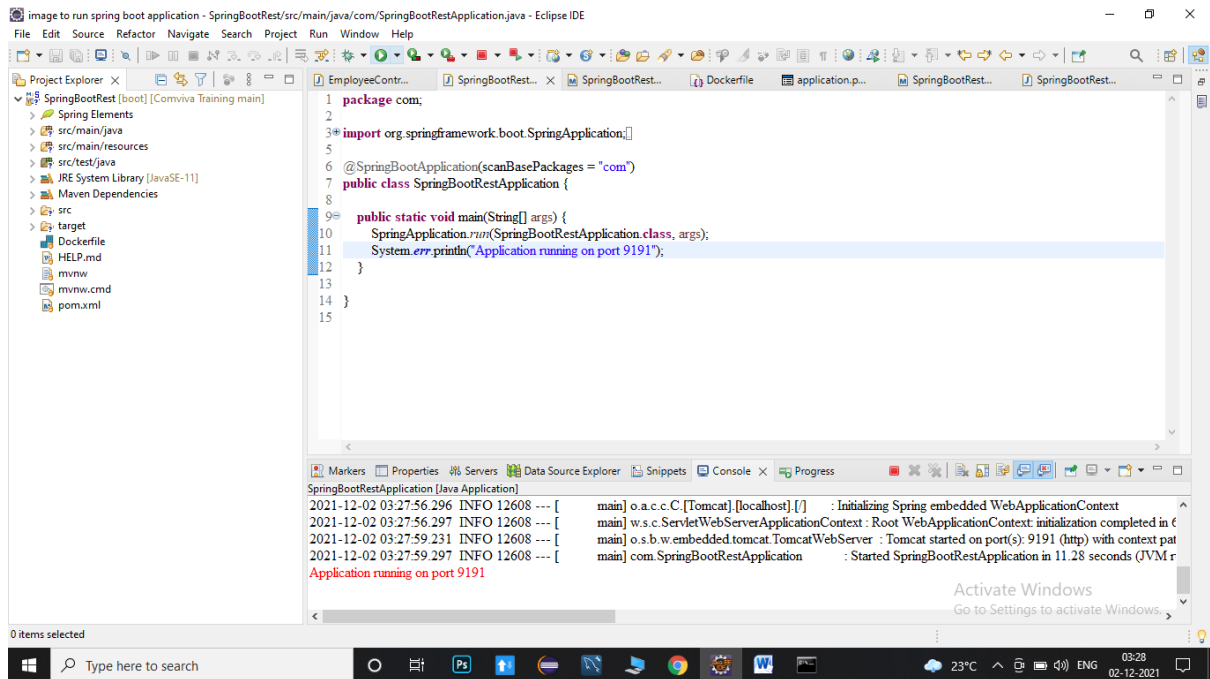 image to run spring boot application - SpringBootRest/src/main/java/com/SpringBootRestApplication.java - Eclipse IDE
File Edit Source Refactor Navigate Search Project Run Window Help
Project Explorer
SpringBootRest [boot] [Comviva Training main]
Spring Elements
src/main/java
src/main/resources
src/test/java
JRE System Library [JavaSE-11]
Maven Dependencies
src
target
Dockerfile
HELP.md
mvnw
mvnw.cmd
pom.xml
EmployeeContr... SpringBootRest... SpringBootRest... Dockerfile application.p... SpringBootRest... SpringBootRest...
1 package com;
2
3 import org.springframework.boot.SpringApplication;
5
6 @SpringBootApplication(scanBasePackages = "com")
7 public class SpringBootRestApplication {
8
9 public static void main(String[] args) {
10 SpringApplication.run(SpringBootRestApplication.class, args);
11 System.err.println("Application running on port 9191");
12 }
13
14 }
15
Markers Properties Servers Data Source Explorer Snippets Console Progress
SpringBootRestApplication [Java Application]
2021-12-02 03:27:56.296 INFO 12608 --- [ main] o.a.c.c.C.[Tomcat].[localhost].[/] : Initializing Spring embedded WebApplicationContext
2021-12-02 03:27:56.297 INFO 12608 --- [ main] w.s.c.ServletWebServerApplicationContext : Root WebApplicationContext: initialization completed in 6
2021-12-02 03:27:59.231 INFO 12608 --- [ main] o.s.b.w.embedded.tomcat.TomcatWebServer : Tomcat started on port(s): 9191 (http) with context pat
2021-12-02 03:27:59.297 INFO 12608 --- [ main] com.SpringBootRestApplication : Started SpringBootRestApplication in 11.28 seconds (JVM r
Application running on port 9191
Activate Windows
Go to Settings to activate Windows.
0 items selected
Type here to search
Ps
W
23°C
ENG
03:28
02-12-2021